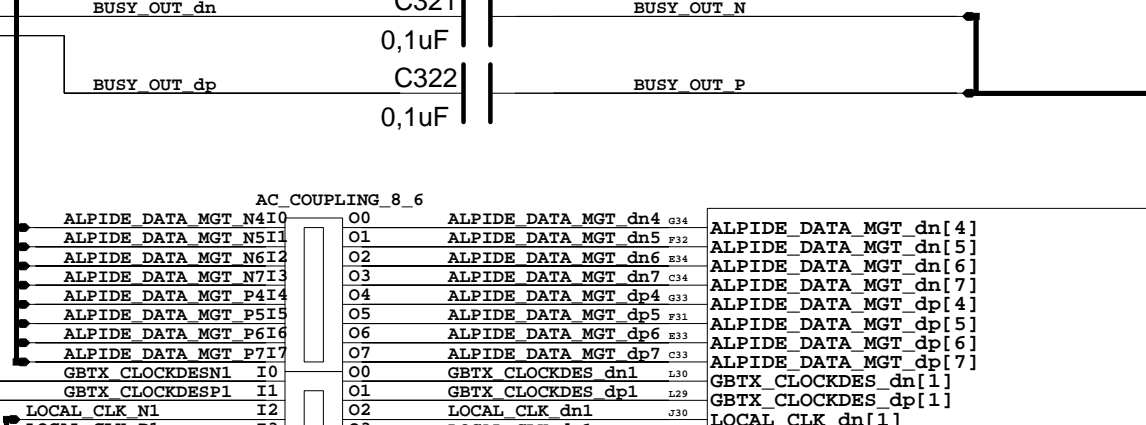 BUSY_OUT_dn C321 BUSY_OUT_N
0,1uF
BUSY_OUT_dp C322 BUSY_OUT_P
0,1uF
AC_COUPLING_8_6
ALPIDE_DATA_MGT_N4 I0 O0 ALPIDE_DATA_MGT_dn4 G34 ALPIDE_DATA_MGT_dn[4]
ALPIDE_DATA_MGT_N5 I1 O1 ALPIDE_DATA_MGT_dn5 F32 ALPIDE_DATA_MGT_dn[5]
ALPIDE_DATA_MGT_N6 I2 O2 ALPIDE_DATA_MGT_dn6 E34 ALPIDE_DATA_MGT_dn[6]
ALPIDE_DATA_MGT_N7 I3 O3 ALPIDE_DATA_MGT_dn7 C34 ALPIDE_DATA_MGT_dn[7]
ALPIDE_DATA_MGT_P4 I4 O4 ALPIDE_DATA_MGT_dp4 G33 ALPIDE_DATA_MGT_dp[4]
ALPIDE_DATA_MGT_P5 I5 O5 ALPIDE_DATA_MGT_dp5 F31 ALPIDE_DATA_MGT_dp[5]
ALPIDE_DATA_MGT_P6 I6 O6 ALPIDE_DATA_MGT_dp6 E33 ALPIDE_DATA_MGT_dp[6]
ALPIDE_DATA_MGT_P7 I7 O7 ALPIDE_DATA_MGT_dp7 C33 ALPIDE_DATA_MGT_dp[7]
GBTX_CLOCKDESN1 I0 O0 GBTX_CLOCKDES_dn1 L30 GBTX_CLOCKDES_dn[1]
GBTX_CLOCKDESP1 I1 O1 GBTX_CLOCKDES_dp1 L29 GBTX_CLOCKDES_dp[1]
LOCAL_CLK_N1 I2 O2 LOCAL_CLK_dn1 J30 LOCAL_CLK_dn[1]